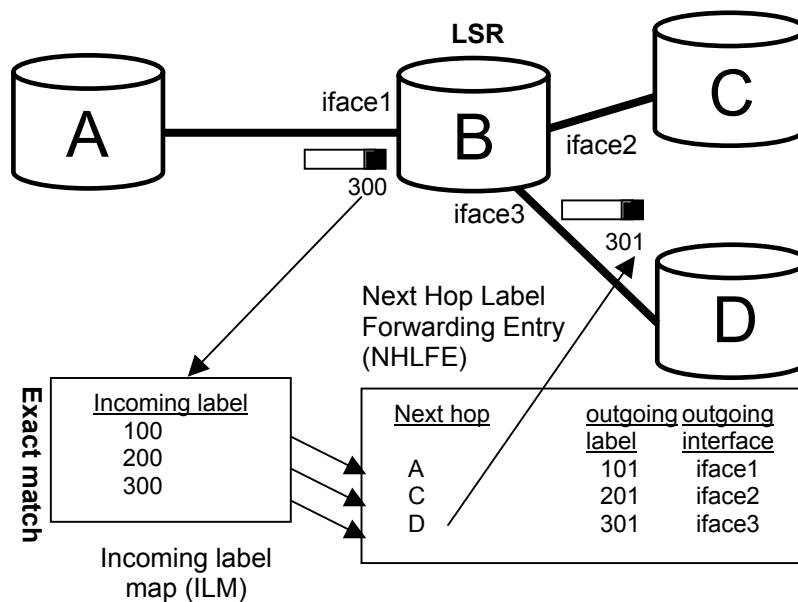 LSR
A
iface1
B
C
iface2
300
iface3
301
D
Next Hop Label
Forwarding Entry
(NHLFE)
Exact match
Incoming label
100
200
300
Next hop outgoing outgoing
label interface
A 101 iface1
C 201 iface2
D 301 iface3
Incoming label
map (ILM)